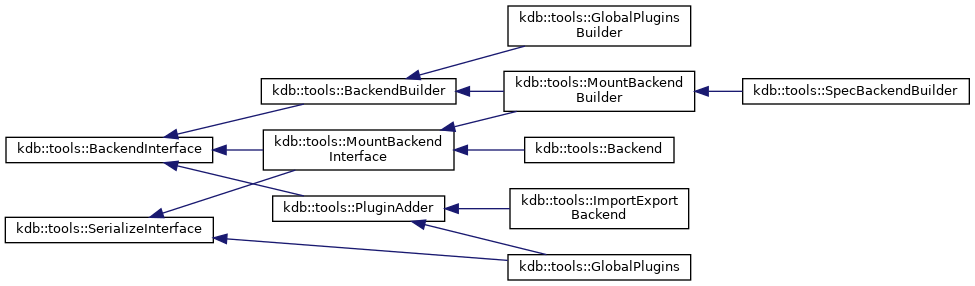 kdb::tools::GlobalPlugins
Builder
kdb::tools::BackendBuilder
kdb::tools::MountBackend
Builder
kdb::tools::SpecBackendBuilder
kdb::tools::BackendInterface
kdb::tools::MountBackend
Interface
kdb::tools::Backend
kdb::tools::PluginAdder
kdb::tools::ImportExport
Backend
kdb::tools::SerializeInterface
kdb::tools::GlobalPlugins